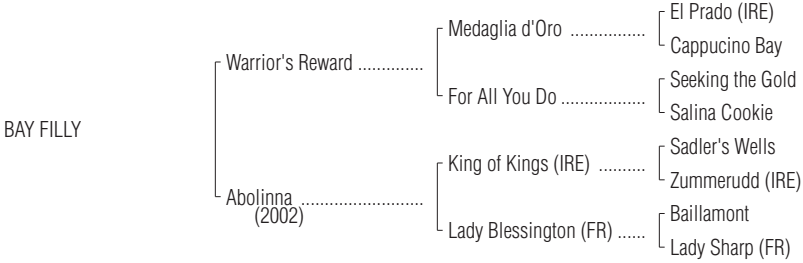 El Prado (IRE)
Medaglia d'Oro ................
Cappucino Bay
Warrior's Reward ..............
Seeking the Gold
For All You Do ..................
Salina Cookie
BAY FILLY
Sadler's Wells
King of Kings (IRE) ..........
Zummerudd (IRE)
Abolinna ..........................
(2002)
Baillamont
Lady Blessington (FR) ......
Lady Sharp (FR)